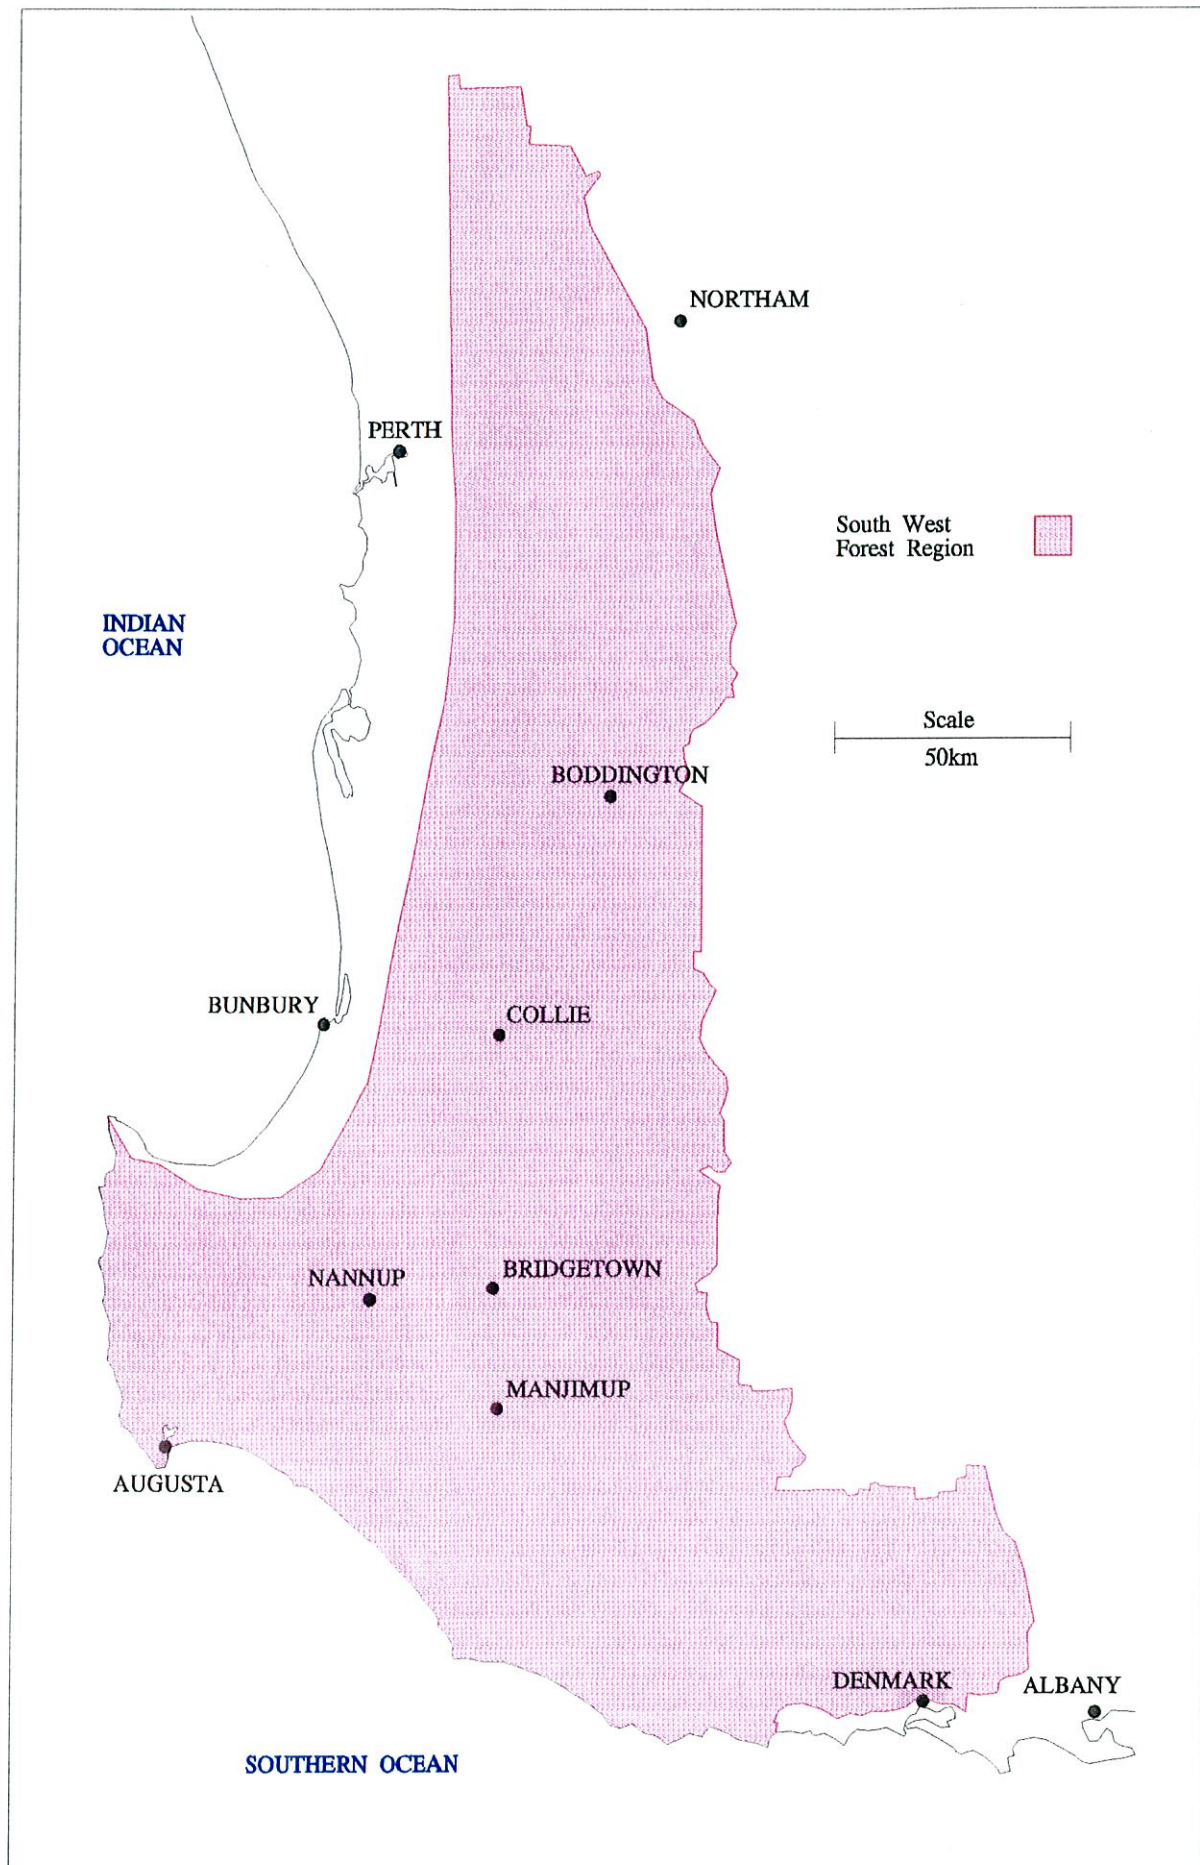 NORTHAM
PERTH
South West
Forest Region
INDIAN
OCEAN
Scale
50km
BODDINGTON
BUNBURY
COLLIE
NANNUP
BRIDGETOWN
MANJIMUP
AUGUSTA
DENMARK
ALBANY
SOUTHERN OCEAN